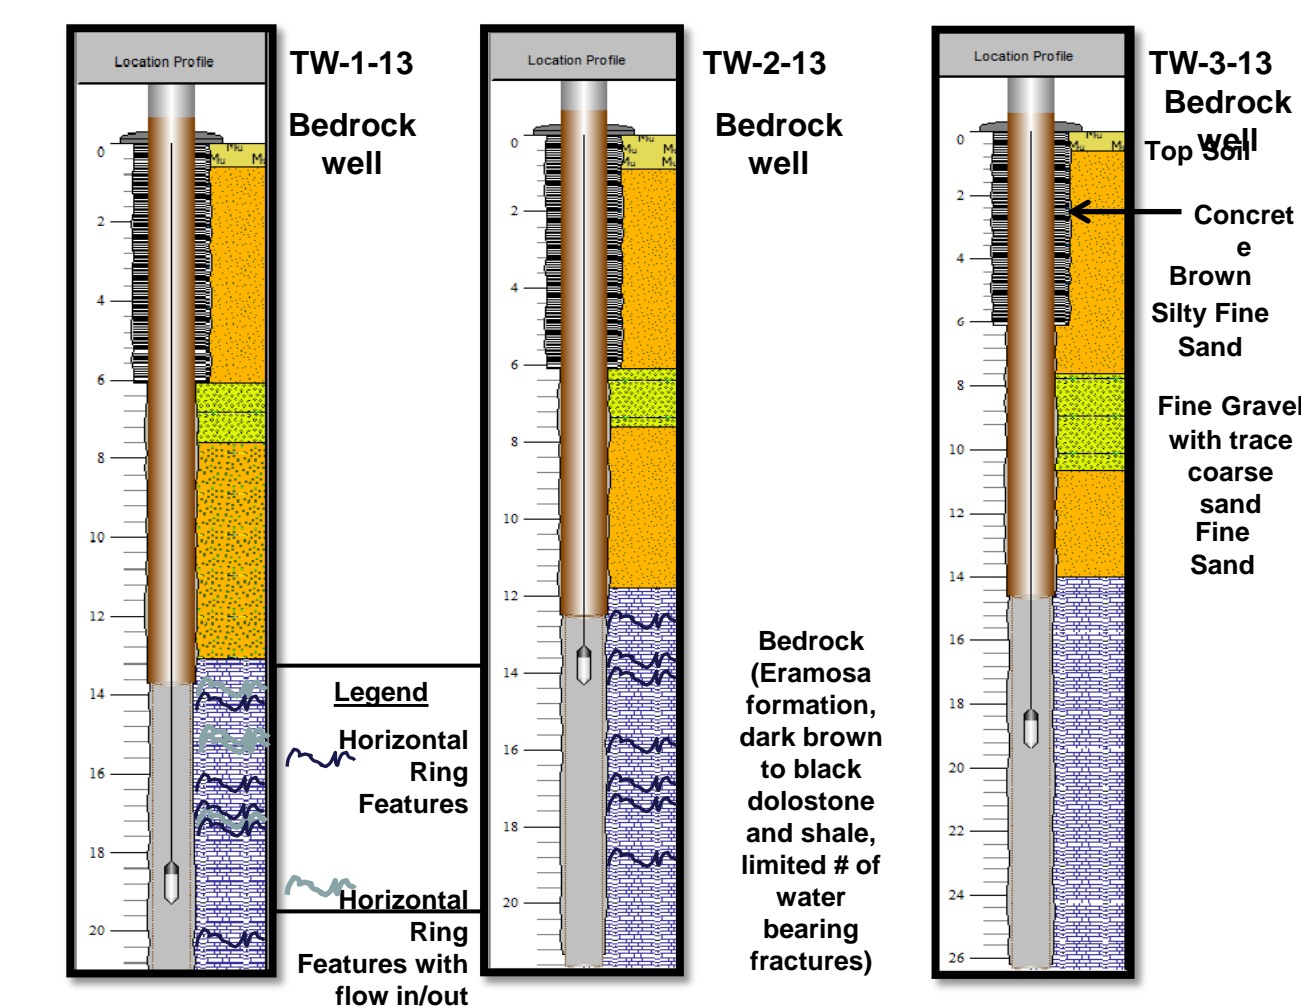 Location Profile
TW-1-13
Bedrock
well
0
2
4
6
8
10
12
14
16
18
20
Mu
Mu
M
Legend
Horizontal
Ring
Features
Horizontal
Ring
Features with
flow in/out
Location Profile
TW-2-13
Bedrock
well
0
2
4
6
8
10
12
14
16
18
20
Mu
M
Mu
M
Bedrock
(Eramosa
formation,
dark brown
to black
dolostone
and shale,
limited # of
water
bearing
fractures)
Location Profile
TW-3-13
Bedrock
well
0
2
4
6
8
10
12
14
16
18
20
22
24
26
Mu
M
Top Soil
Concret
e
Brown
Silty Fine
Sand
Fine Gravel
with trace
coarse
sand
Fine
Sand